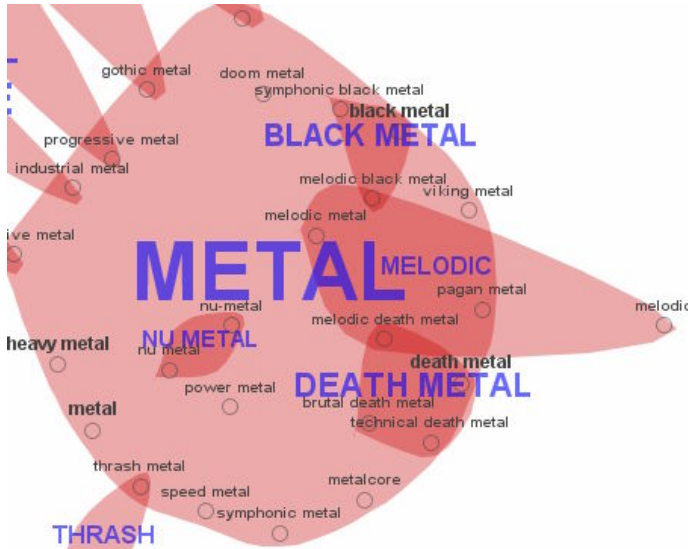 gothic metal
doom metal
symphonic black metal
black metal
BLACK METAL
progressive metal
industrial metal
melodic black metal
viking metal
melodic metal
ive metal
METAL
MELODIC
pagan metal
nu-metal
melodic
NU METAL
melodic death metal
heavy metal
nu metal
death metal
DEATH METAL
power metal
brutal death metal
metal
technical death metal
thrash metal
metalcore
speed metal
symphonic metal
THRASH